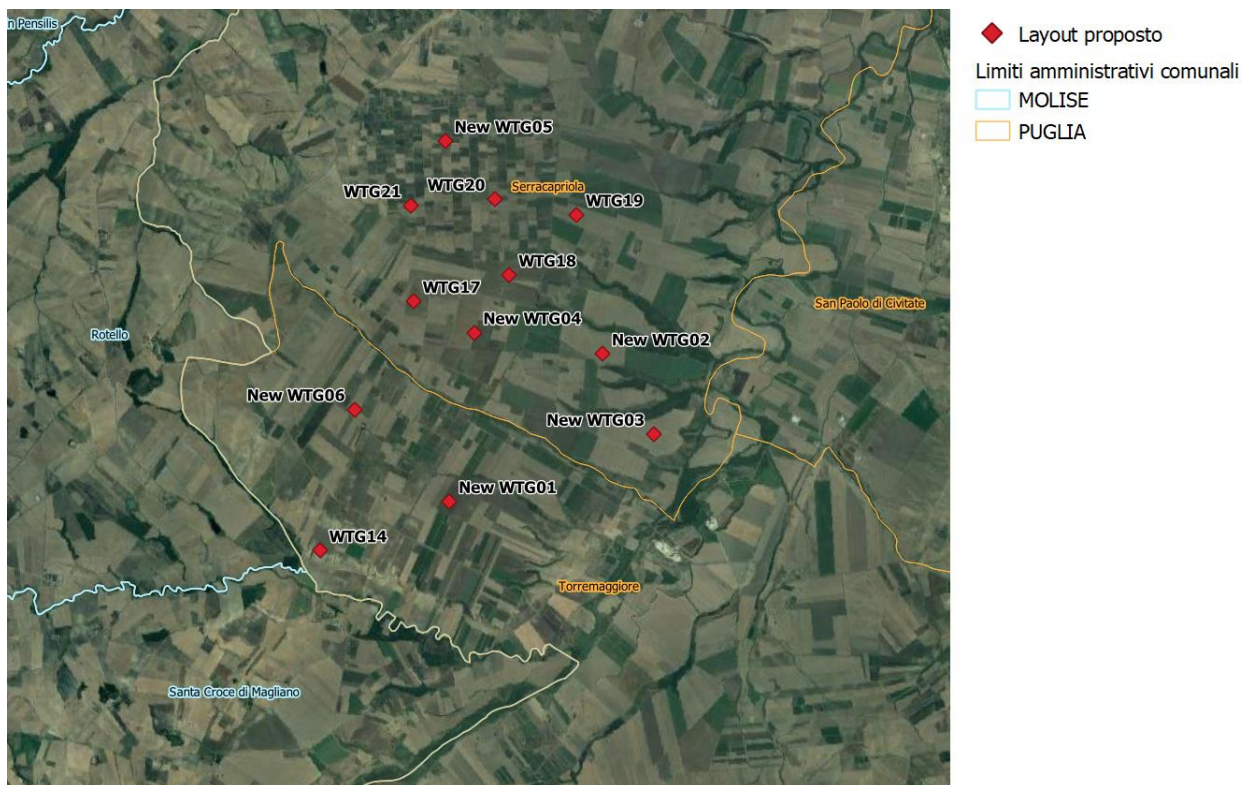 n Pensilis
New WTG05
WTG21
WTG20
Serracapriola
WTG19
WTG18
WTG17
San Paolo di Civitate
New WTG04
Rotello
New WTG02
New WTG06
New WTG03
New WTG01
WTG14
Torremaggiore
Santa Croce di Magliano
Layout proposto
Limiti amministrativi comunali
MOLISE
PUGLIA